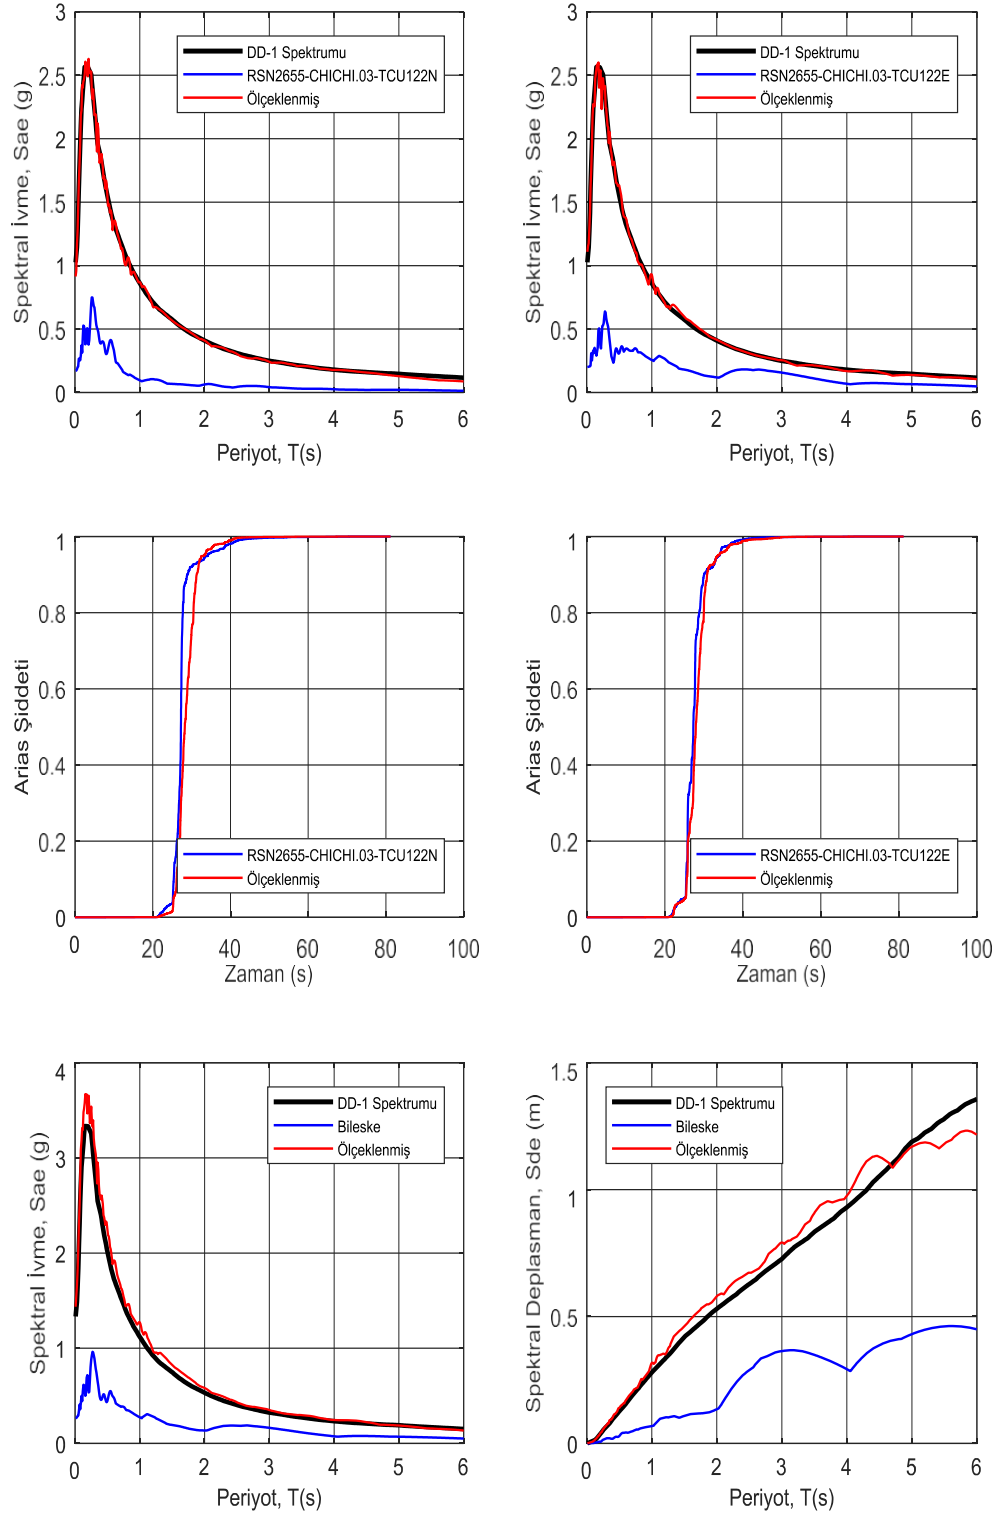 3
2.5
2
1.5
1
0.5
0
Spektral İvme, Sae (g)
DD-1 Spektrumu
RSN2655-CHICHI.03-TCU122N
Ölçeklenmiş
0 1 2 3 4 5 6
Periyot, T(s)
3
2.5
2
1.5
1
0.5
0
Spektral İvme, Sae (g)
DD-1 Spektrumu
RSN2655-CHICHI.03-TCU122E
Ölçeklenmiş
0 1 2 3 4 5 6
Periyot, T(s)
1
0.8
0.6
0.4
0.2
0
Arias Şiddeti
RSN2655-CHICHI.03-TCU122N
Ölçeklenmiş
0 20 40 60 80 100
Zaman (s)
1
0.8
0.6
0.4
0.2
0
Arias Şiddeti
RSN2655-CHICHI.03-TCU122E
Ölçeklenmiş
0 20 40 60 80 100
Zaman (s)
4
3
2
1
0
Spektral İvme, Sae (g)
DD-1 Spektrumu
Bileske
Ölçeklenmiş
0 1 2 3 4 5 6
Periyot, T(s)
1.5
1
0.5
0
Spektral Deplasman, Sde (m)
DD-1 Spektrumu
Bileske
Ölçeklenmiş
0 1 2 3 4 5 6
Periyot, T(s)